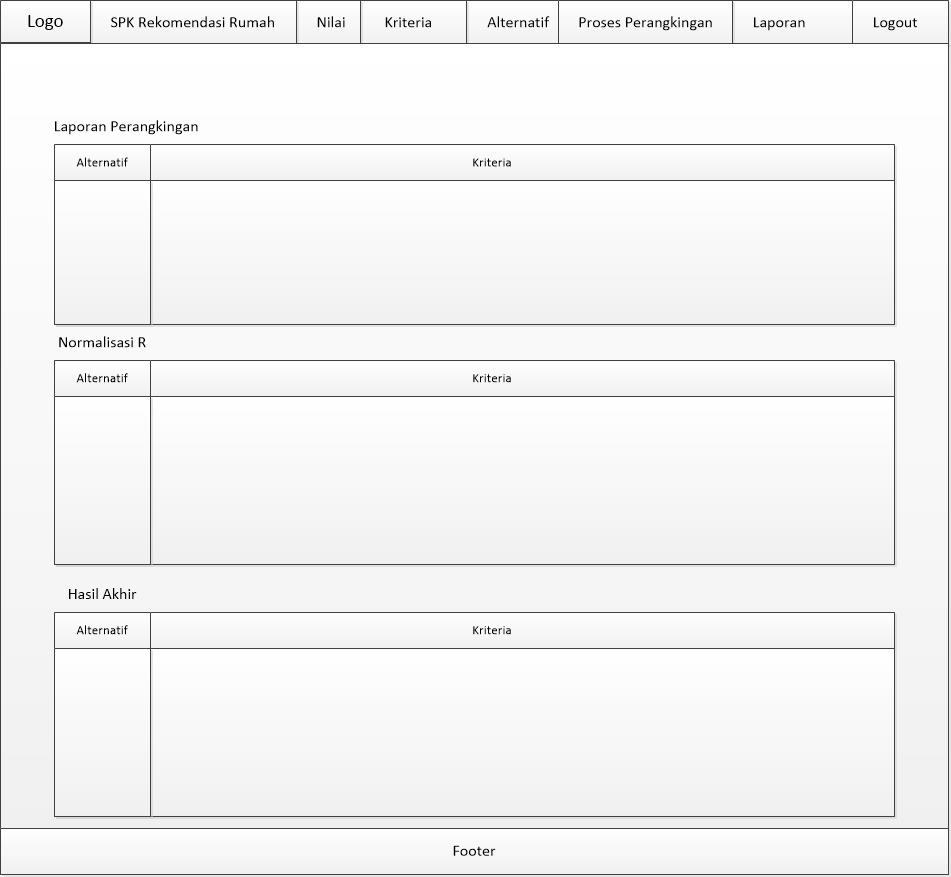 Logo SPK Rekomendasi Rumah Nilai Kriteria Alternatif Proses Perangkingan Laporan Logout
Laporan Perangkingan
Alternatif Kriteria
Normalisasi R
Alternatif Kriteria
Hasil Akhir
Alternatif Kriteria
Footer